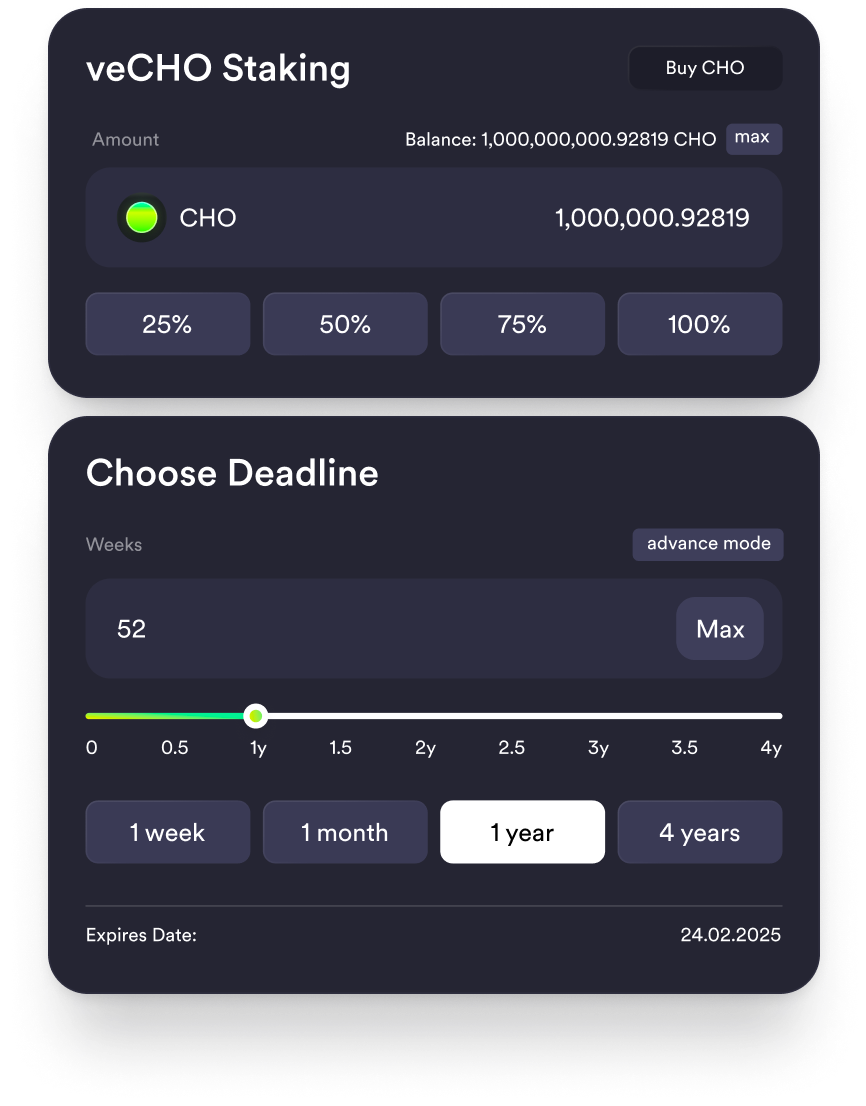 veCHO Staking
Buy CHO
Amount
Balance: 1,000,000,000.92819 CHO
max
CHO
1,000,000.92819
25%
50%
75%
100%
Choose Deadline
Weeks
advance mode
52
Max
0 0.5 1y 1.5 2y 2.5 3y 3.5 4y
1 week
1 month
1 year
4 years
Expires Date:
24.02.2025